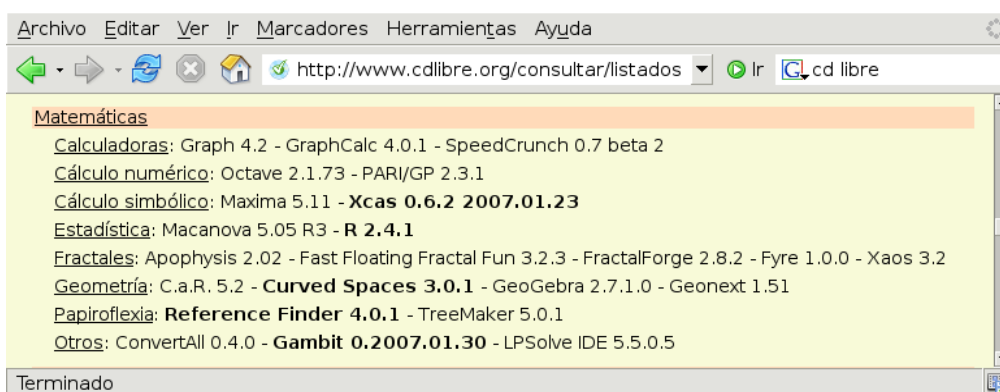 Archivo Editar Ver Ir Marcadores Herramientas Ayuda
http://www.cdlibre.org/consultar/listados Ir G cd libre
Matemáticas
Calculadoras: Graph 4.2 - GraphCalc 4.0.1 - SpeedCrunch 0.7 beta 2
Cálculo numérico: Octave 2.1.73 - PARI/GP 2.3.1
Cálculo simbólico: Maxima 5.11 - Xcas 0.6.2 2007.01.23
Estadística: Macanova 5.05 R3 - R 2.4.1
Fractales: Apophysis 2.02 - Fast Floating Fractal Fun 3.2.3 - FractalForge 2.8.2 - Fyre 1.0.0 - Xaos 3.2
Geometría: C.a.R. 5.2 - Curved Spaces 3.0.1 - GeoGebra 2.7.1.0 - Geonext 1.51
Papiroflexia: Reference Finder 4.0.1 - TreeMaker 5.0.1
Otros: ConvertAll 0.4.0 - Gambit 0.2007.01.30 - LPSolve IDE 5.5.0.5
Terminado